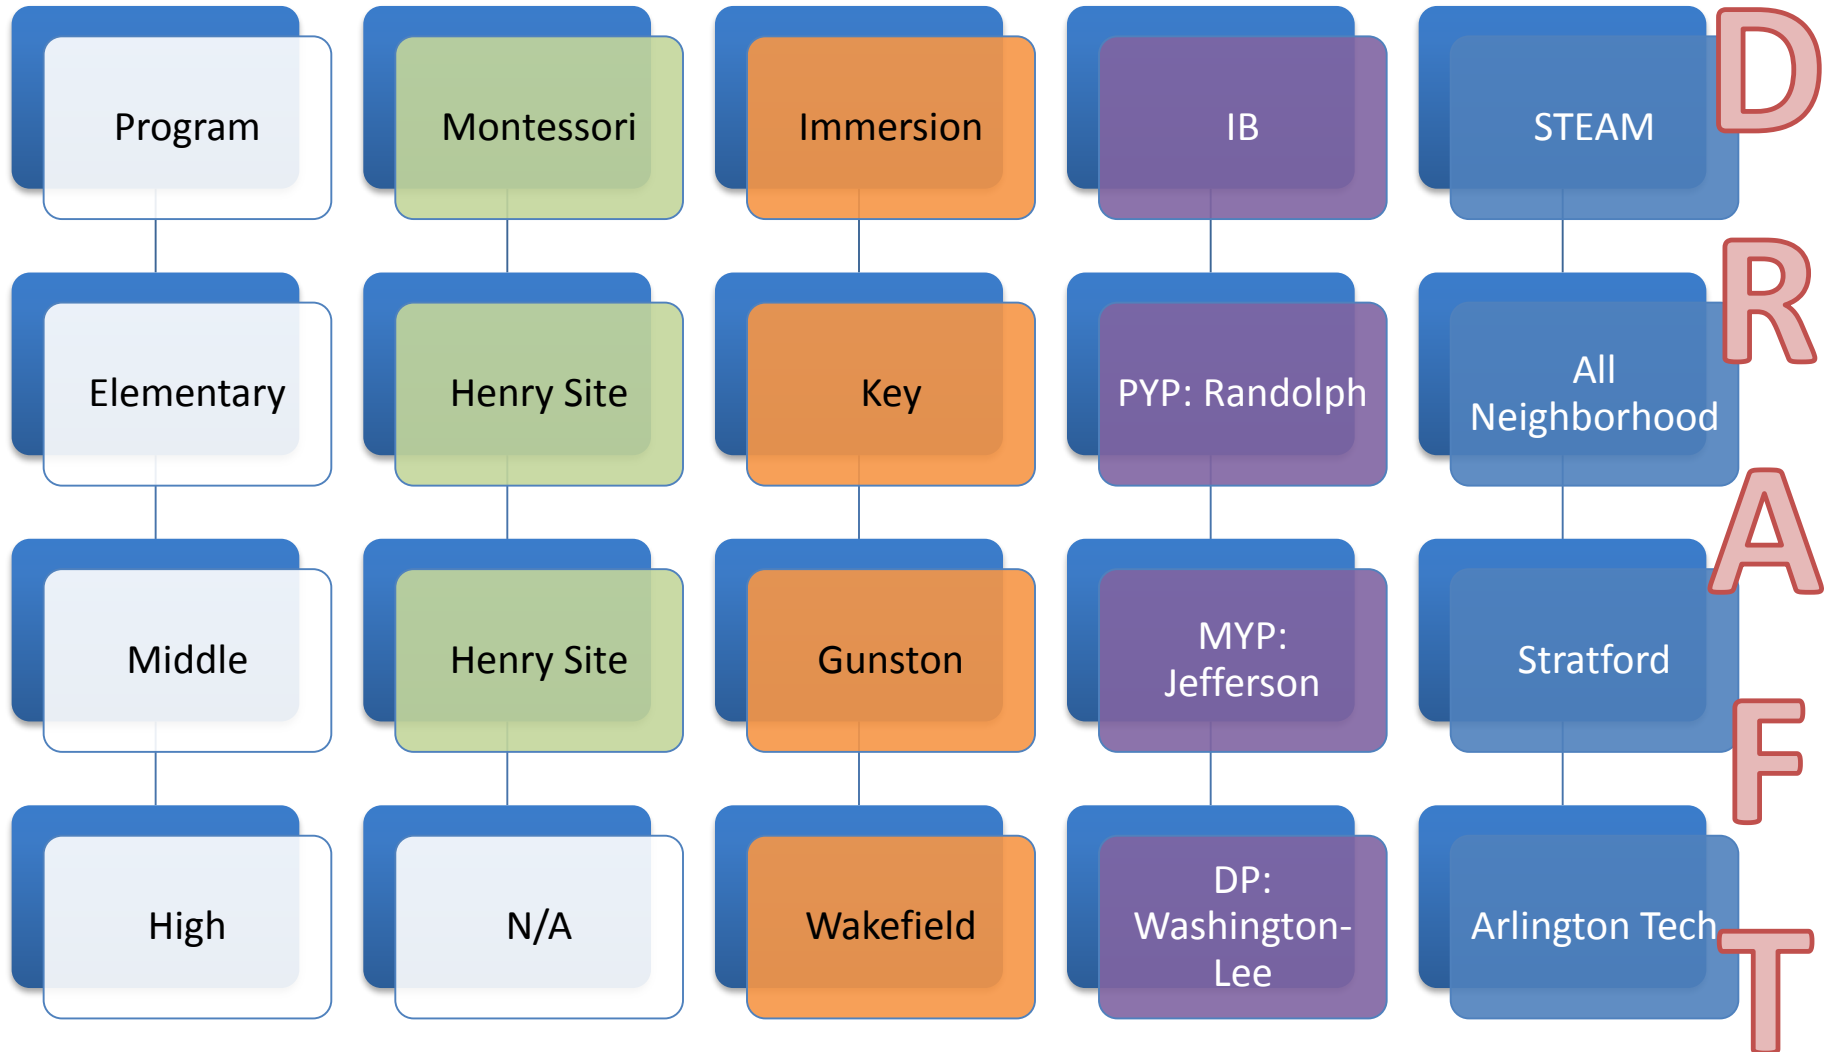 Program
Montessori
Immersion
IB
STEAM
Elementary
Henry Site
Key
PYP: Randolph
All
Neighborhood
Middle
Henry Site
Gunston
MYP:
Jefferson
Stratford
High
N/A
Wakefield
DP:
Washington-
Lee
Arlington Tech
D
R
A
F
T